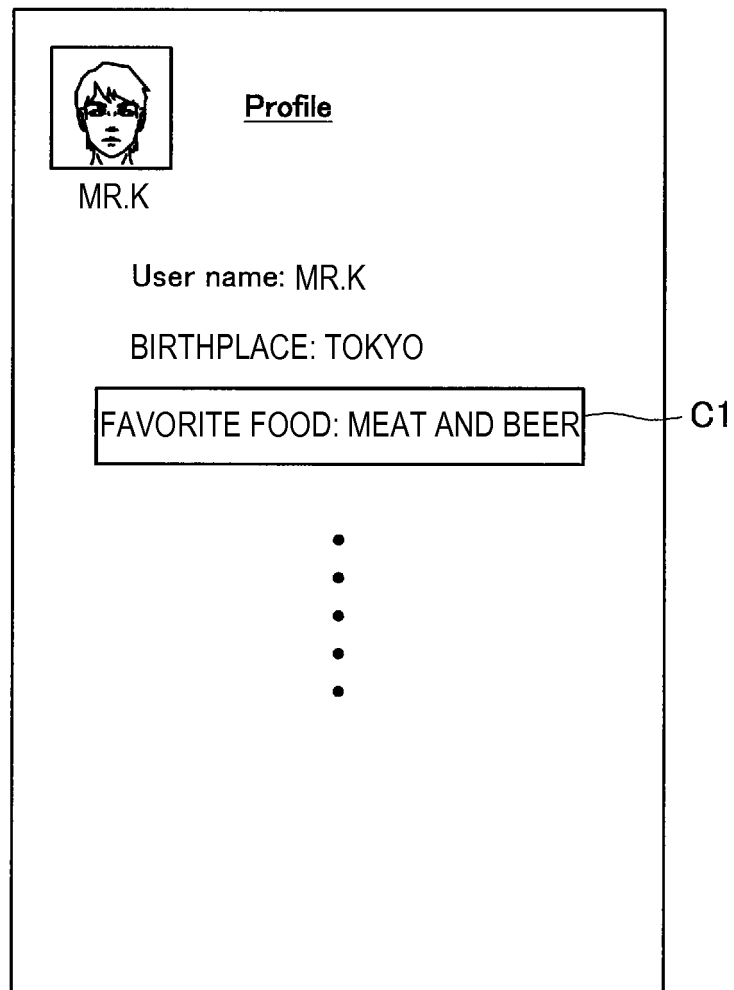 Profile
MR.K
User name: MR.K
BIRTHPLACE: TOKYO
FAVORITE FOOD: MEAT AND BEER
C1